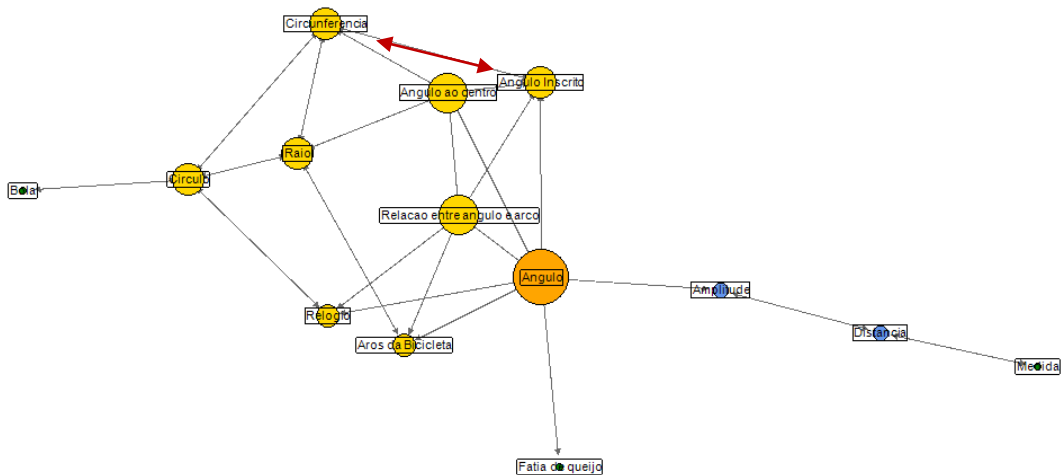 Circunferencia
Angulo Inscrito
Angulo ao centro
Raio
Circulo
Bola
Relacao entre angulo e arco
Angulo
Amplitude
Relogio
Distancia
Aros da Bicicleta
Medida
Fatia de queijo